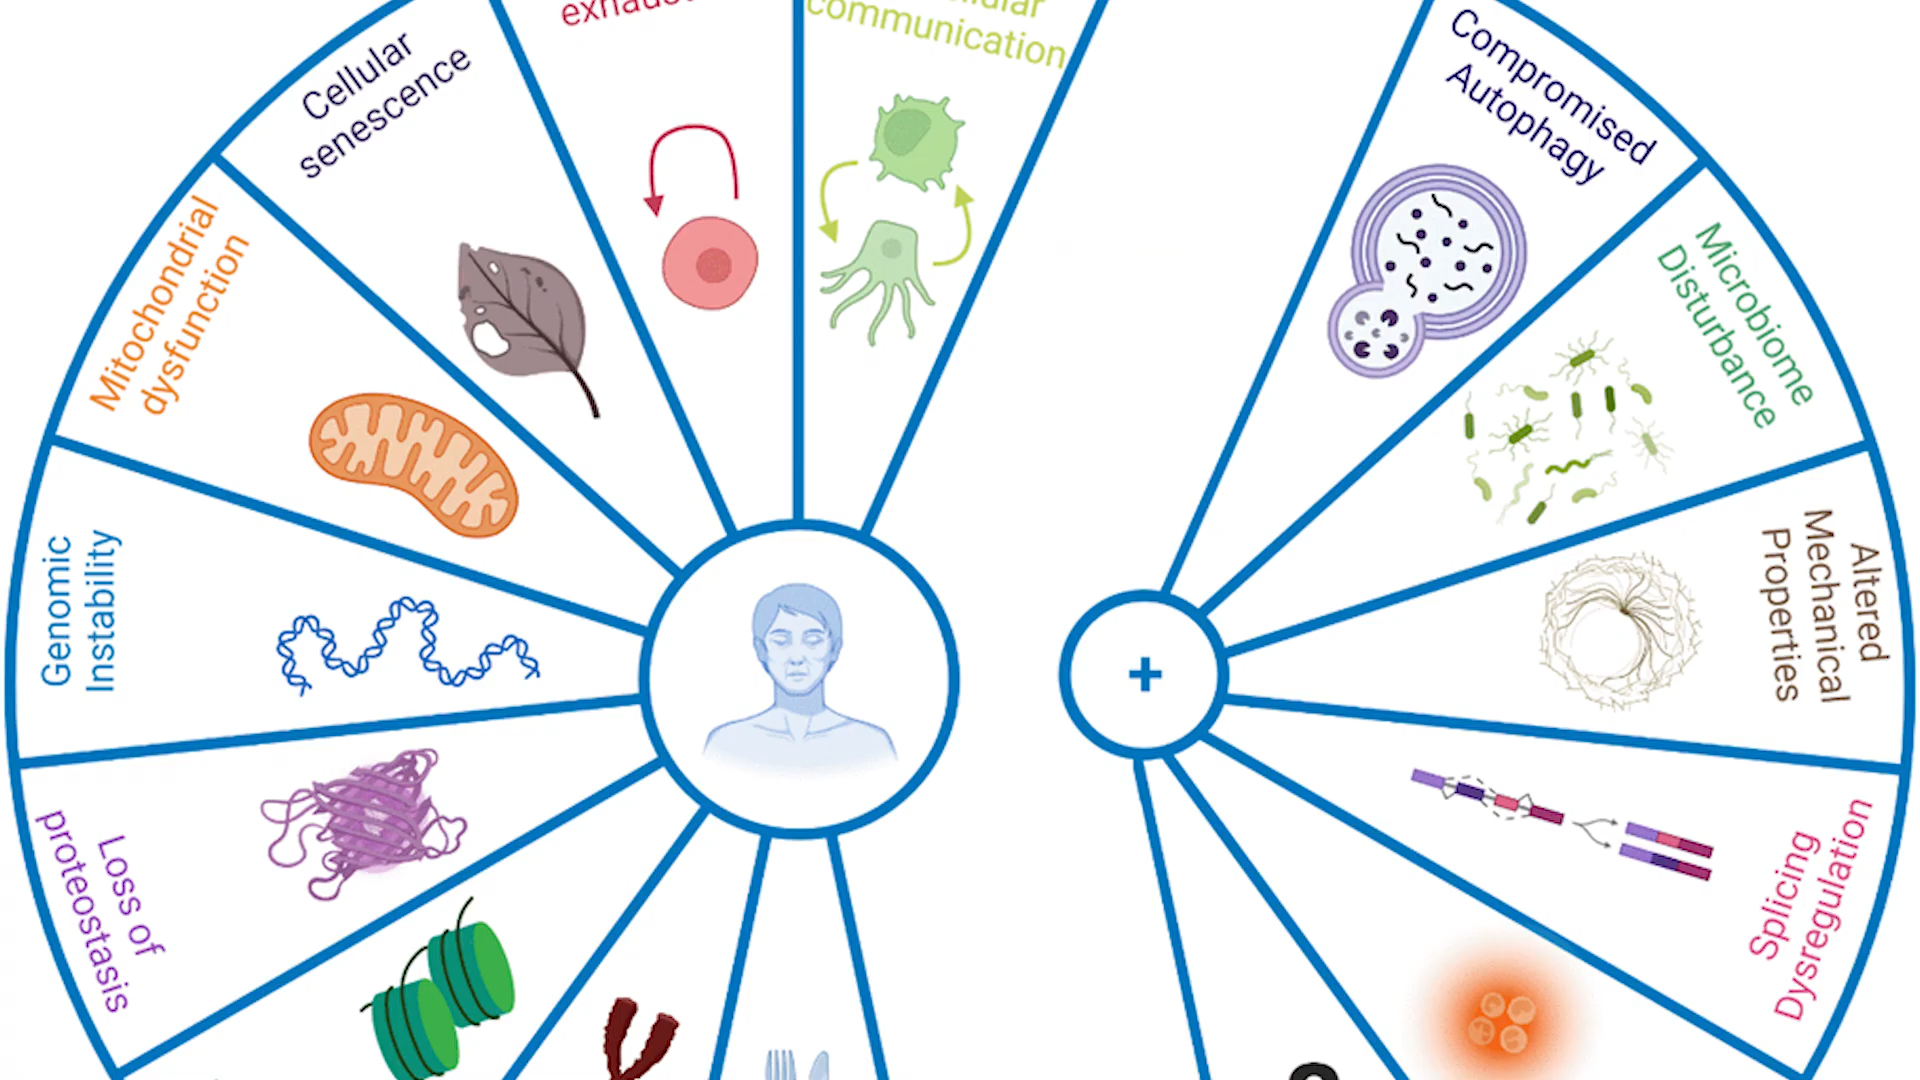 communication
Cellular
senescence
Mitochondrial
dysfunction
Genomic
Instability
Loss of
proteostasis
Compromised
Autophagy
Microbiome
Disturbance
Altered
Mechanical
Properties
Splicing
Dysregulation
+